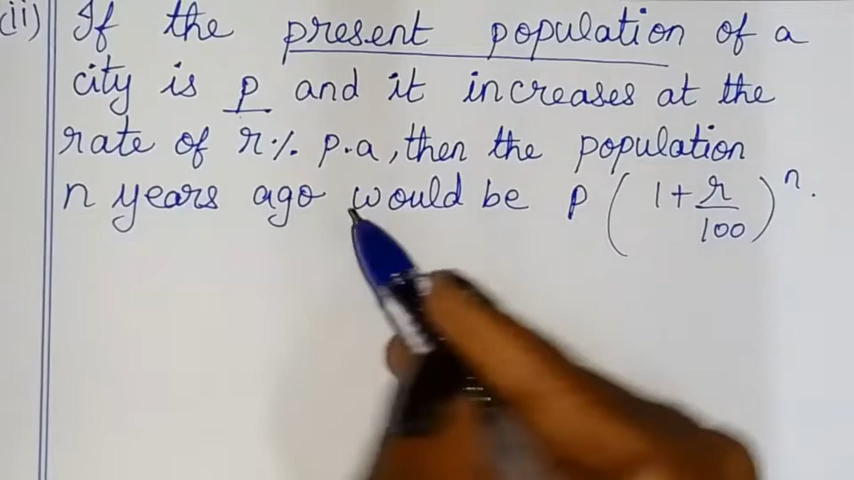 (ii) If the present population of a
city is p and it increases at the
rate of r% p.a, then the population
n years ago would be p(1+r/100)^n.